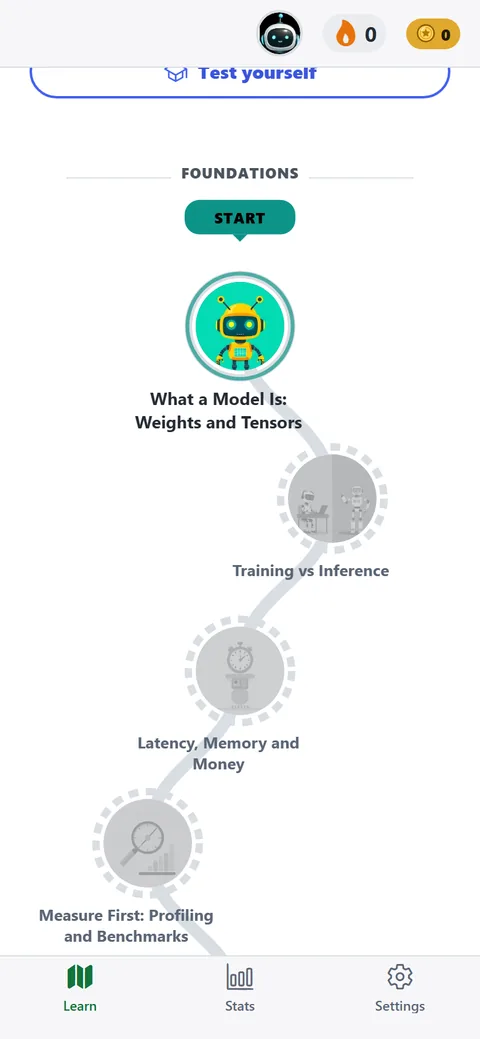 0
0
Test yourself
FOUNDATIONS
START
What a Model Is:
Weights and Tensors
Training vs Inference
Latency, Memory and
Money
Measure First: Profiling
and Benchmarks
Learn
Stats
Settings